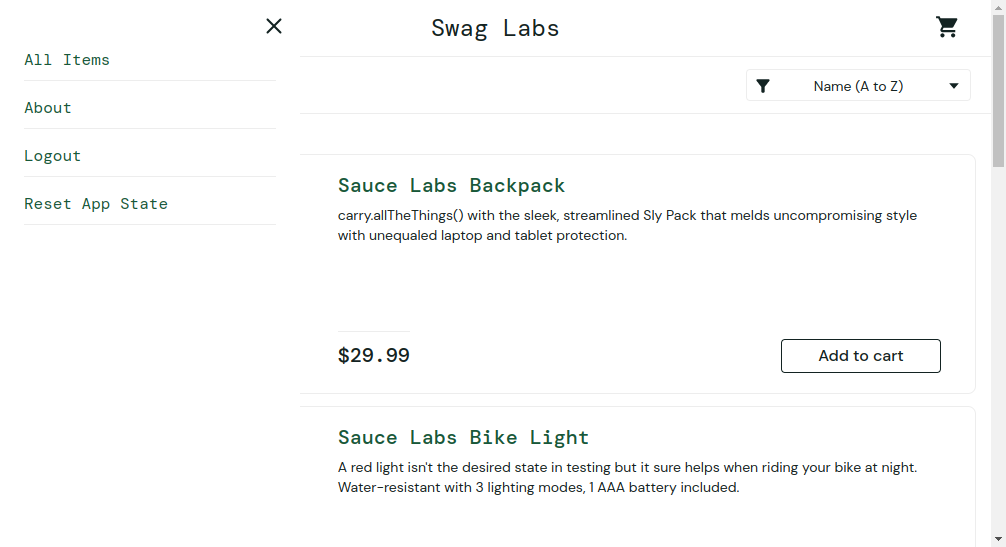 All Items
About
Logout
Reset App State
Swag Labs
Name (A to Z)
Sauce Labs Backpack
carry.allTheThings() with the sleek, streamlined Sly Pack that melds uncompromising style
with unequaled laptop and tablet protection.
$29.99
Add to cart
Sauce Labs Bike Light
A red light isn't the desired state in testing but it sure helps when riding your bike at night.
Water-resistant with 3 lighting modes, 1 AAA battery included.